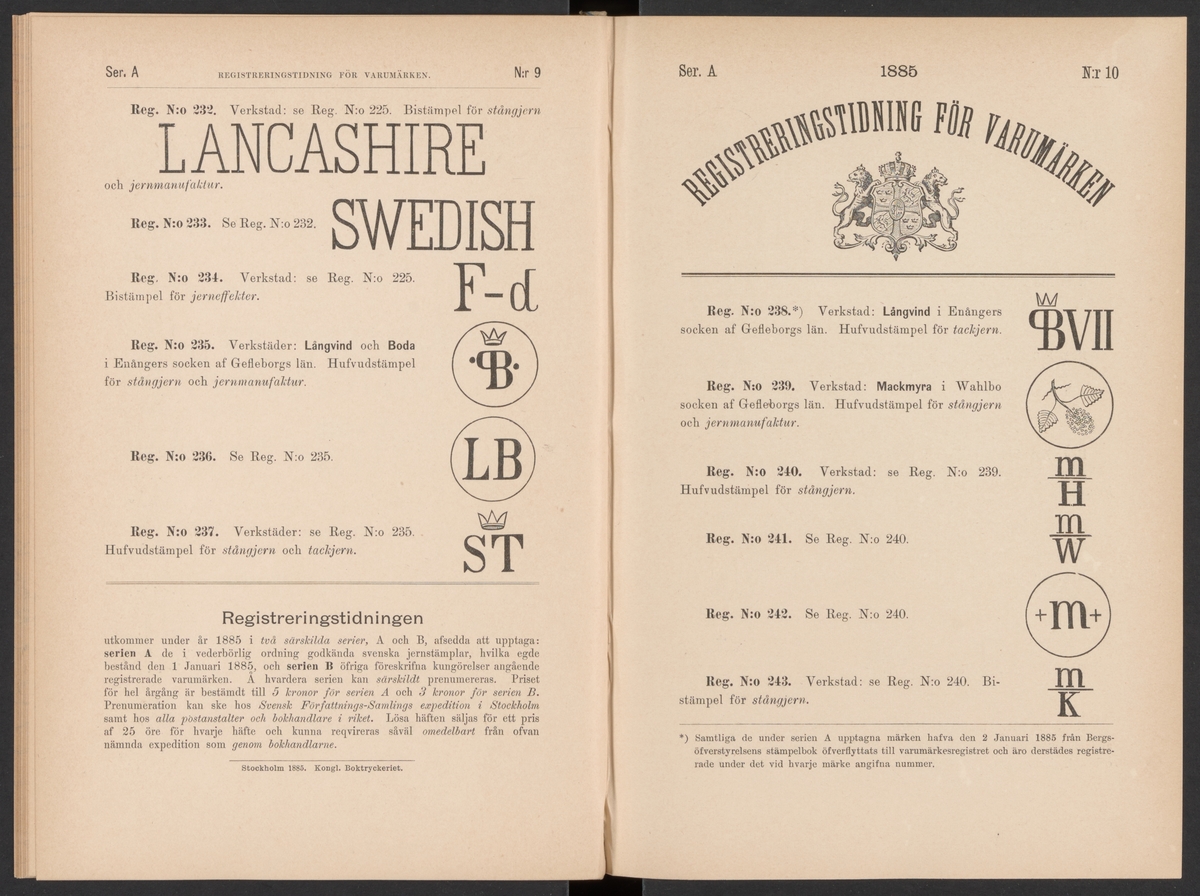 Ser. A REGISTRERINGSTIDNING FÖR VARUMÄRKEN. N:r 9
Reg. N:o 232. Verkstad: se Reg. N:o 225. Bistämpel för stångjern
LANCASHIRE
och jernmanufaktur.
Reg. N:o 233. Se Reg. N:o 232. SWEDISH
Reg. N:o 234. Verkstad: se Reg. N:o 225.
Bistämpel för jerneffekter.
F-d
Reg. N:o 235. Verkstäder: Långvind och Boda
i Enångers socken af Gefleborgs län. Hufvudstämpel
för stångjern och jernmanufaktur.
·B·
Reg. N:o 236. Se Reg. N:o 235.
LB
Reg. N:o 237. Verkstäder: se Reg. N:o 235.
Hufvudstämpel för stångjern och tackjern.
ST
Registreringstidningen
utkommer under år 1885 i två särskilda serier, A och B, afsedda att upptaga:
serien A de i vederbörlig ordning godkända svenska jernstämplar, hvilka egde
bestånd den 1 Januari 1885, och serien B öfriga föreskrifna kungörelser angående
registrerade varumärken. Å hvardera serien kan särskildt prenumereras. Priset
för hel årgång är bestämdt till 5 kronor för serien A och 3 kronor för serien B.
Prenumeration kan ske hos Svensk Författnings-Samlings expedition i Stockholm
samt hos alla postanstalter och bokhandlare i riket. Lösa häften säljas för ett pris
af 25 öre för hvarje häfte och kunna reqvireras såväl omedelbart från ofvan
nämnda expedition som genom bokhandlarne.
Stockholm 1885. Kongl. Boktryckeriet.
Ser. A 1885 N:r 10
REGISTRERINGSTIDNING FÖR VARUMÄRKEN
Reg. N:o 238.*) Verkstad: Långvind i Enångers
socken af Gefleborgs län. Hufvudstämpel för tackjern.
BVII
Reg. N:o 239. Verkstad: Mackmyra i Wahlbo
socken af Gefleborgs län. Hufvudstämpel för stångjern
och jernmanufaktur.
Reg. N:o 240. Verkstad: se Reg. N:o 239.
Hufvudstämpel för stångjern.
m
H
Reg. N:o 241. Se Reg. N:o 240.
m
W
Reg. N:o 242. Se Reg. N:o 240.
+m+
Reg. N:o 243. Verkstad: se Reg. N:o 240. Bi-
stämpel för stångjern.
m
K
*) Samtliga de under serien A upptagna märken hafva den 2 Januari 1885 från Bergs-
öfverstyrelsens stämpelbok öfverflyttats till varumärkesregistret och äro derstädes registre-
rade under det vid hvarje märke angifna nummer.